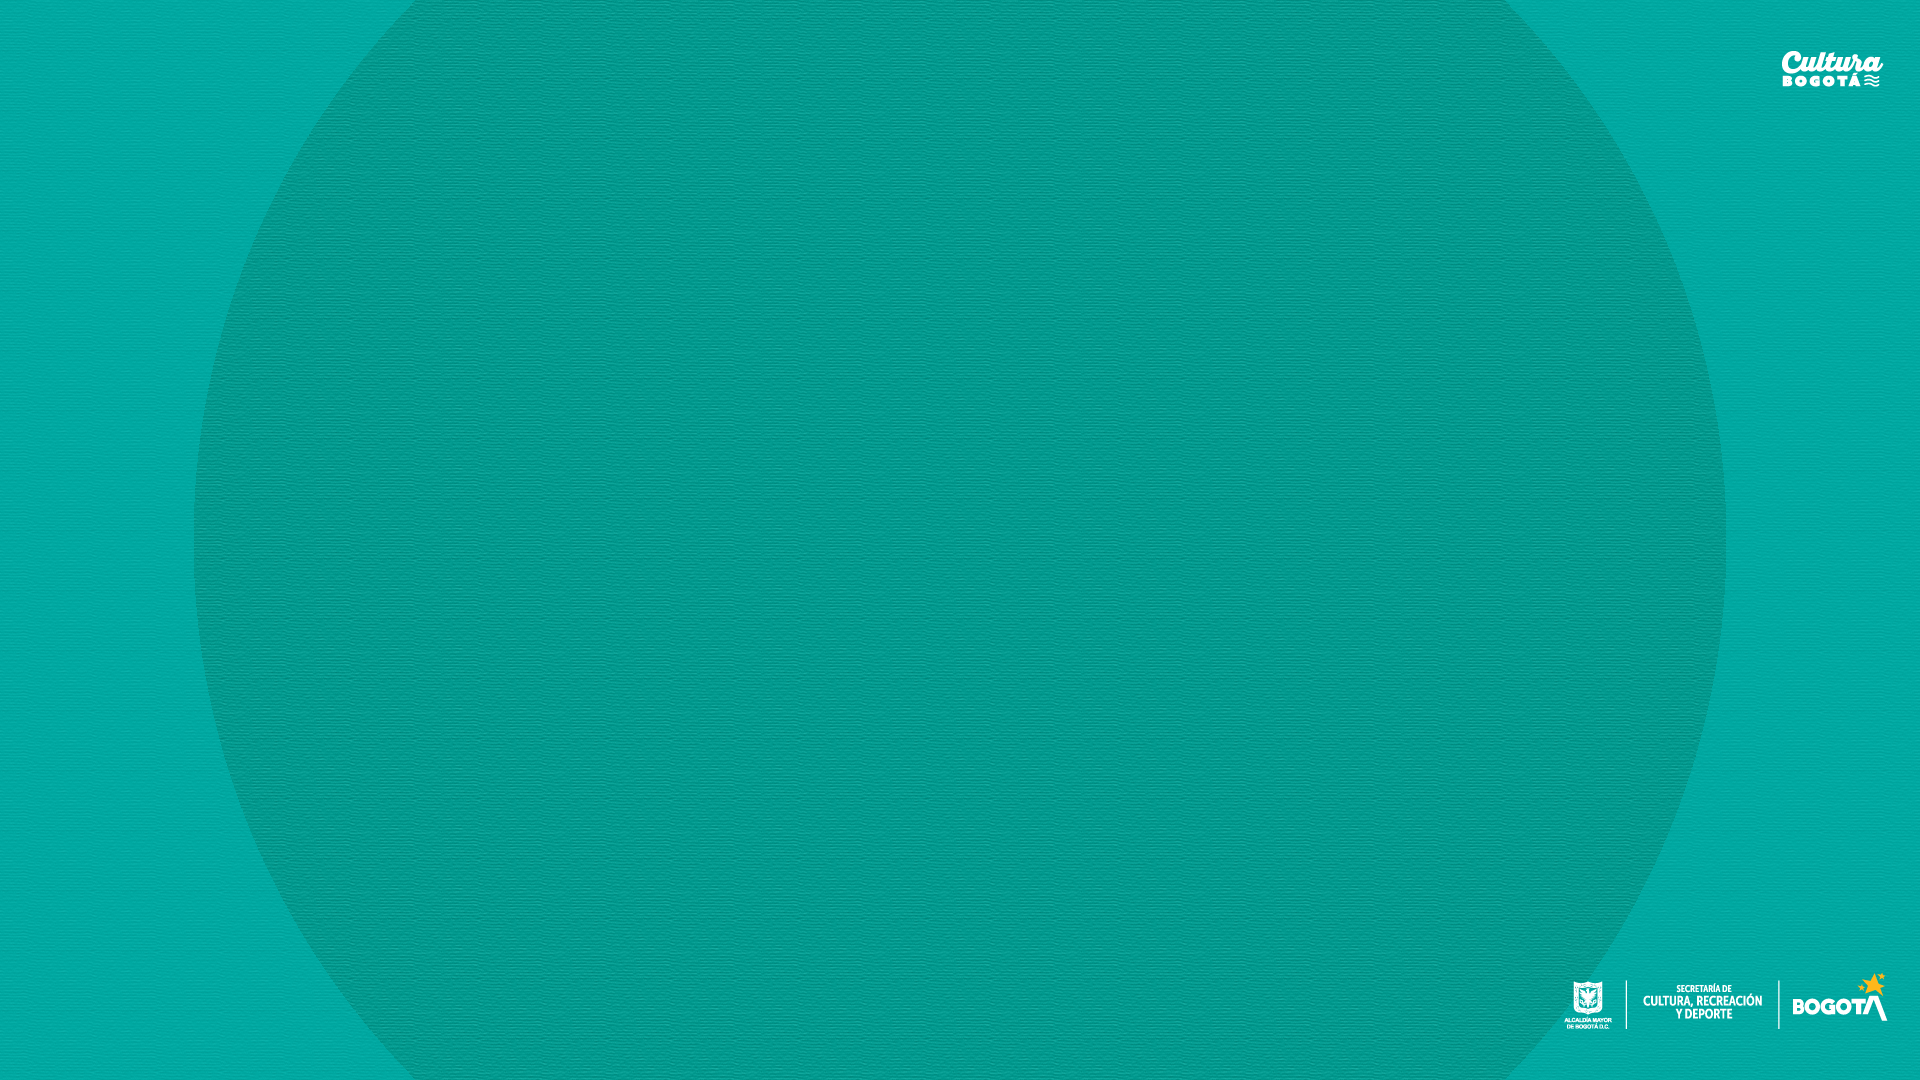 Cultura
BOGOTÁ
ALCALDÍA MAYOR
DE BOGOTÁ D.C.
SECRETARÍA DE
CULTURA, RECREACIÓN
Y DEPORTE
BOGOTÁ